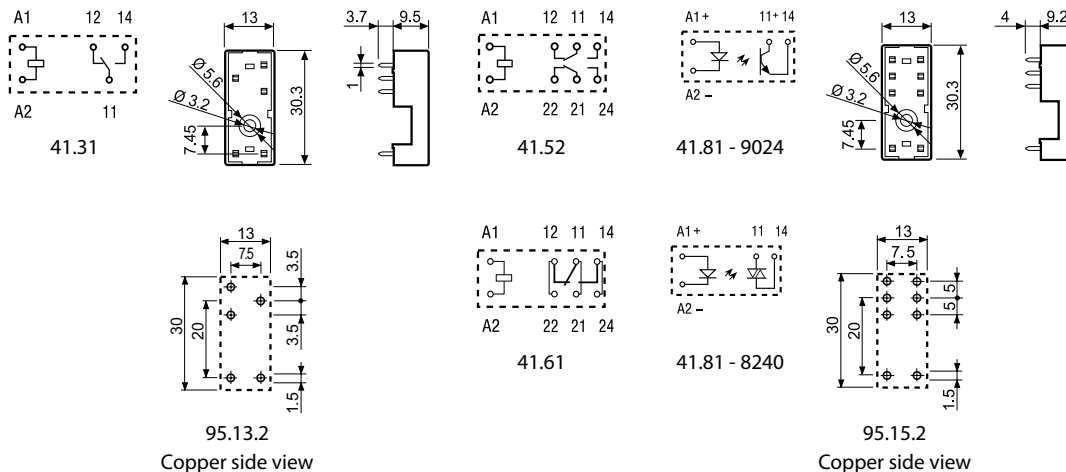 A1 12 14
A2 11
41.31
13
Ø 5.6
Ø 3.2
7.45
30.3
3.7 9.5
1
A1 12 11 14
A2 22 21 24
41.52
A1 + 11+ 14
A2 –
41.81 - 9024
13
Ø 5.6
Ø 3.2
7.45
30.3
4 9.2
13
7.5
30
20
3.5
3.5
1.5
95.13.2
Copper side view
A1 12 11 14
A2 22 21 24
41.61
A1 + 11 14
A2 –
41.81 - 8240
13
7.5
30
20
5
5
1.5
95.15.2
Copper side view